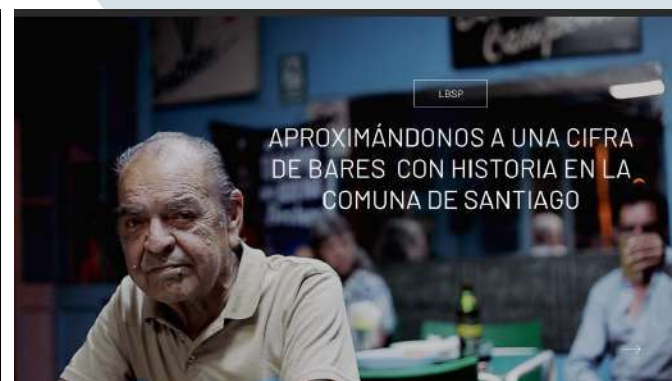 LBSP.
APROXIMÁNDONOS A UNA CIFRA
DE BARES CON HISTORIA EN LA
COMUNA DE SANTIAGO